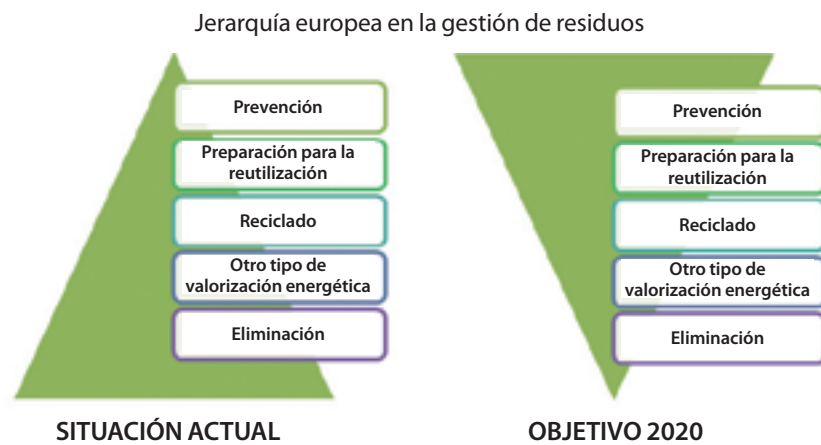 Jerarquía europea en la gestión de residuos
Prevención
Preparación para la
reutilización
Reciclado
Otro tipo de
valorización energética
Eliminación
SITUACIÓN ACTUAL
Prevención
Preparación para la
reutilización
Reciclado
Otro tipo de
valorización energética
Eliminación
OBJETIVO 2020